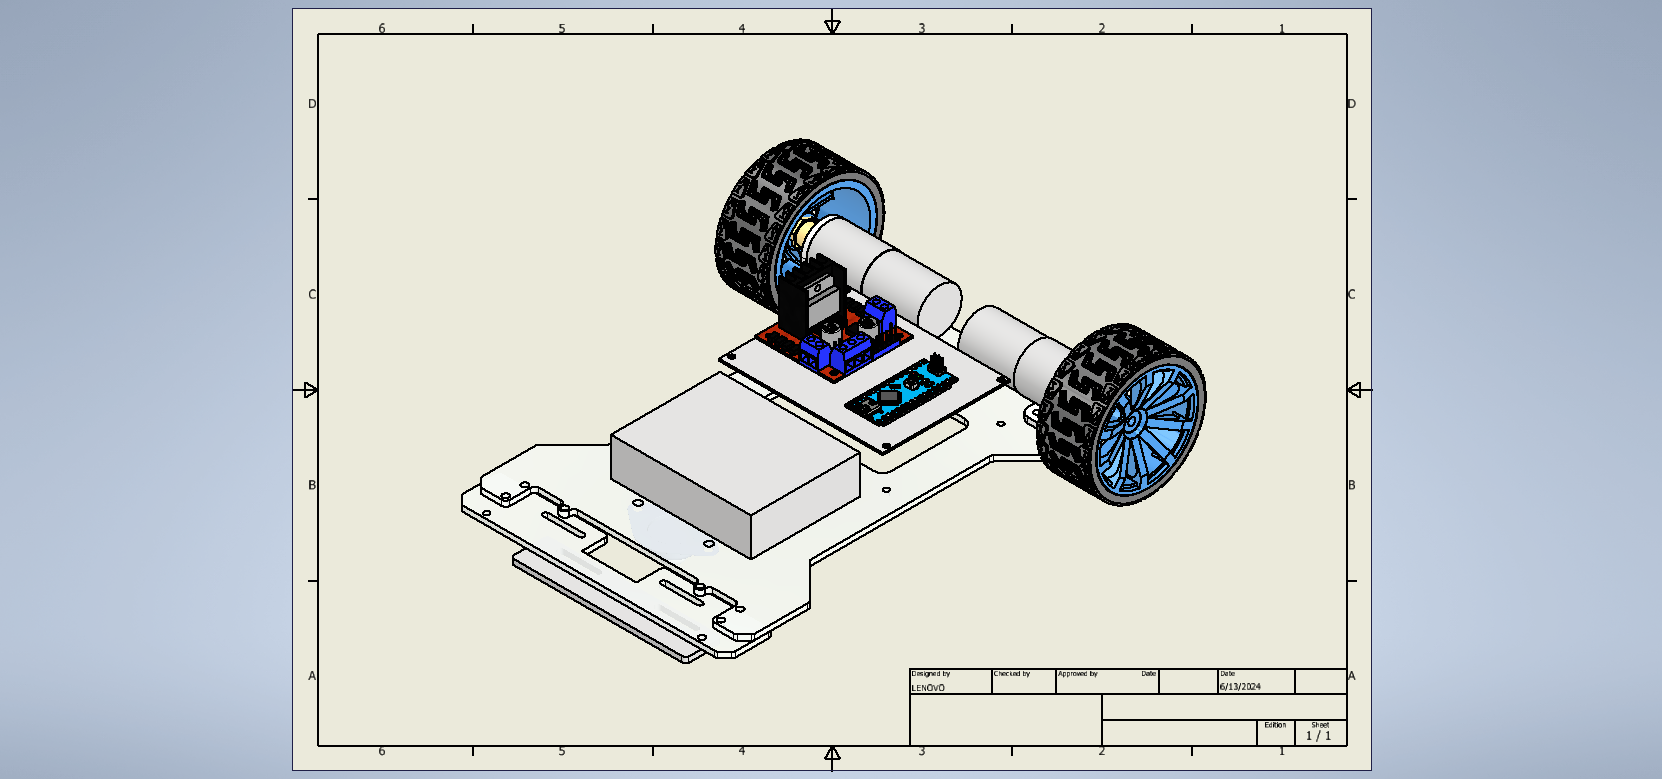 6 5 4 3 2 1
D D
C C
B B
A A
Designed by Checked by Approved by Date Date
LENOVO 6/13/2024
Edition Sheet
1 / 1
6 5 4 3 2 1